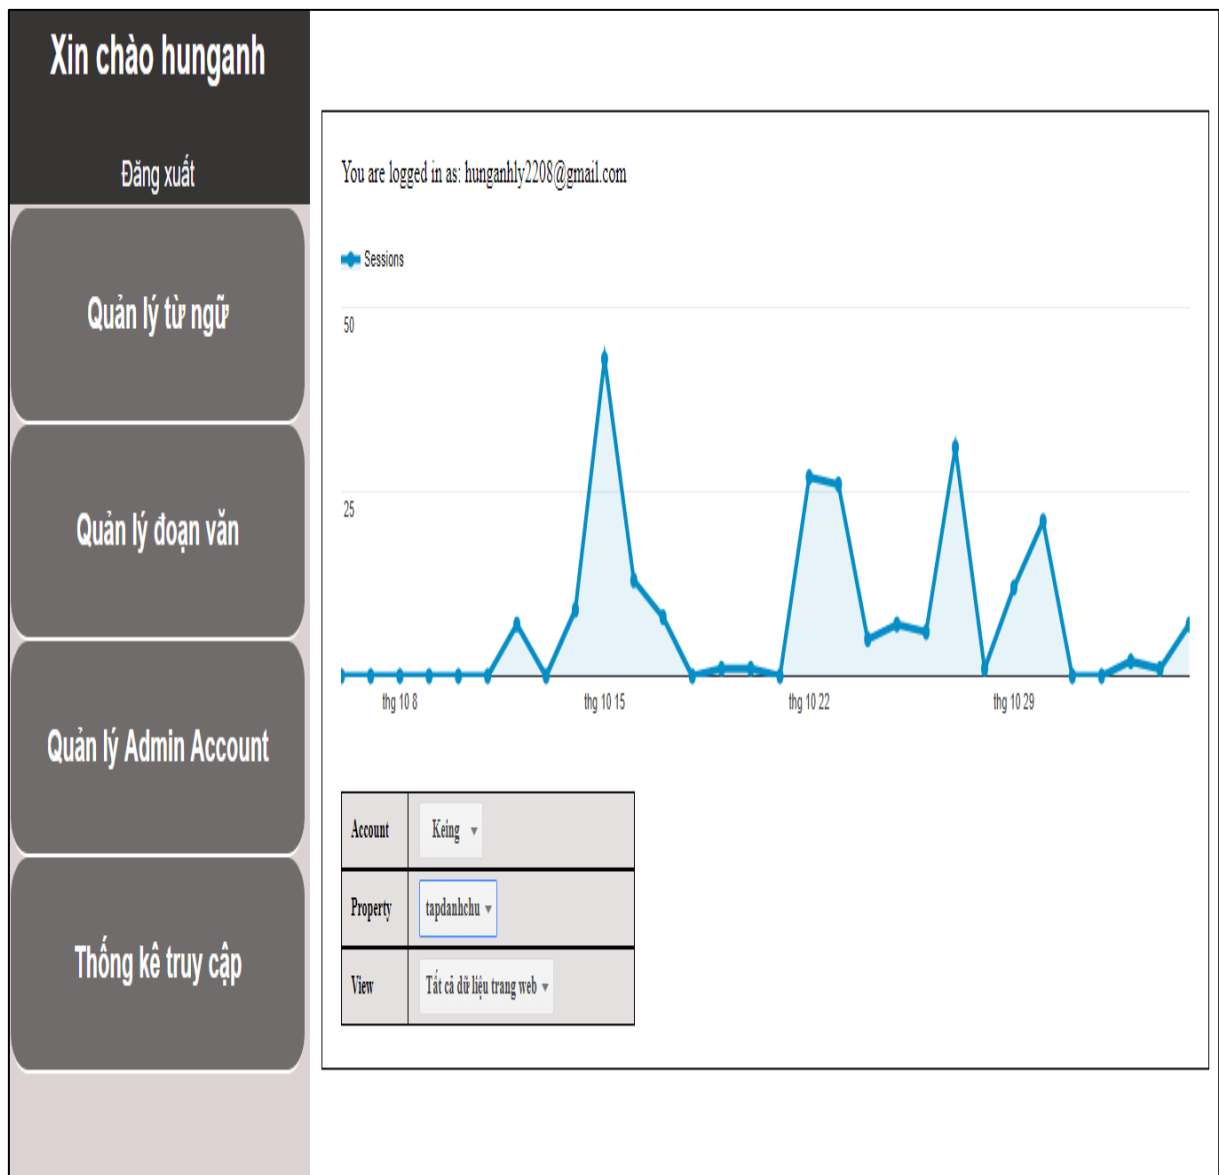 Xin chào hunganh
Đăng xuất
Quản lý từ ngữ
Quản lý đoạn văn
Quản lý Admin Account
Thống kê truy cập
You are logged in as: hunganhly2208@gmail.com
Sessions
50
25
thg 10 8
thg 10 15
thg 10 22
thg 10 29
Account Keing
Property tapdanhchu
View Tất cả dữ liệu trang web